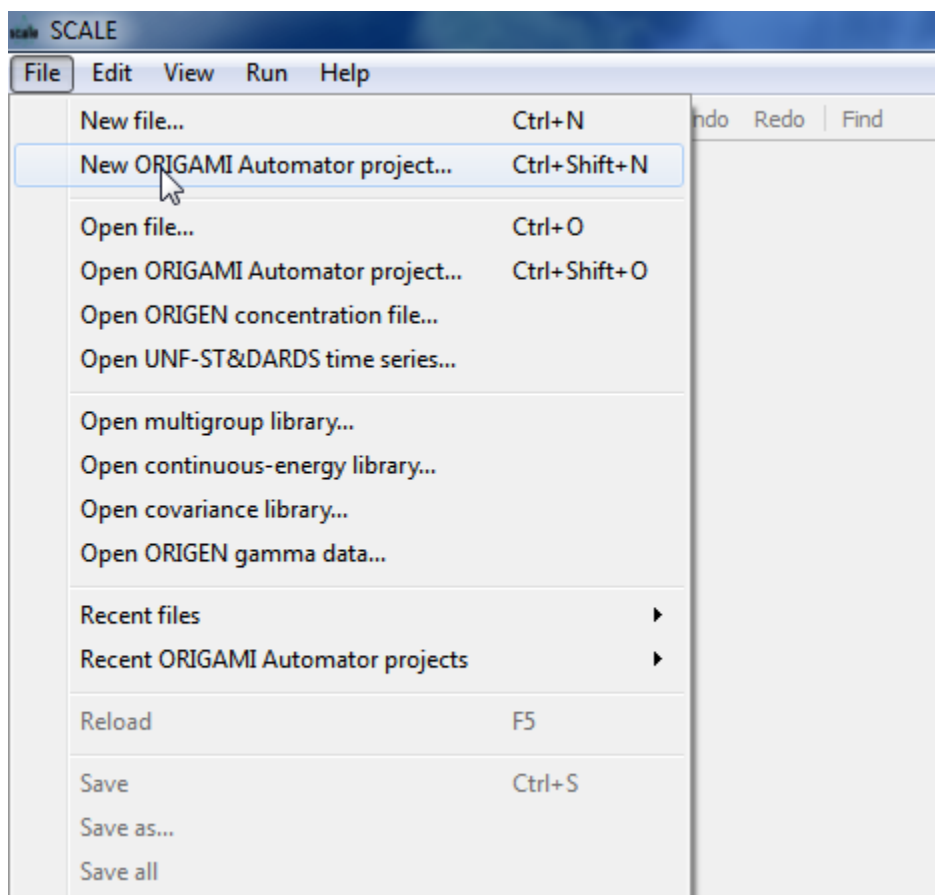 scale SCALE
File Edit View Run Help
ndo Redo Find
New file... Ctrl+N
New ORIGAMI Automator project... Ctrl+Shift+N
Open file... Ctrl+O
Open ORIGAMI Automator project... Ctrl+Shift+O
Open ORIGEN concentration file...
Open UNF-ST&DARDS time series...
Open multigroup library...
Open continuous-energy library...
Open covariance library...
Open ORIGEN gamma data...
Recent files
Recent ORIGAMI Automator projects
Reload F5
Save Ctrl+S
Save as...
Save all